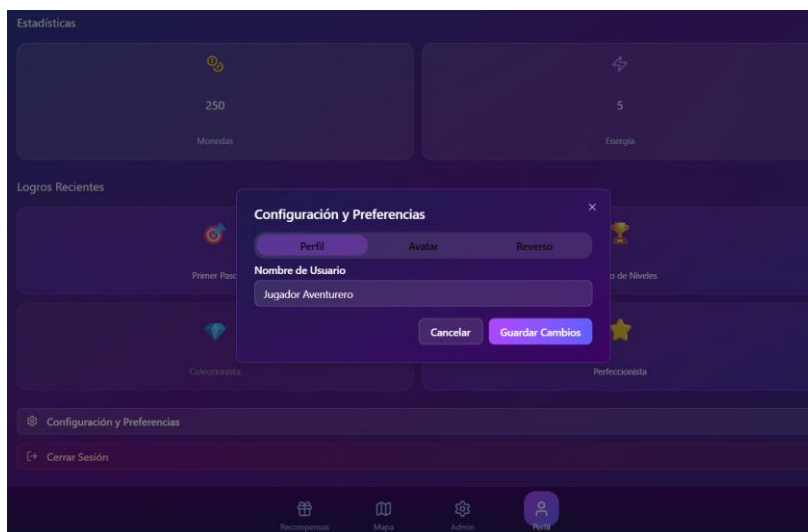 Estadísticas
250
5
Monedas
Energía
Logros Recientes
Configuración y Preferencias
Perfil
Avatar
Reverso
Nombre de Usuario
Jugador Aventurero
Cancelar
Guardar Cambios
Primer Paso
de Niveles
Coleccionista
Perfeccionista
Configuración y Preferencias
Cerrar Sesión
Recompensas
Mapa
Admin
Perfil